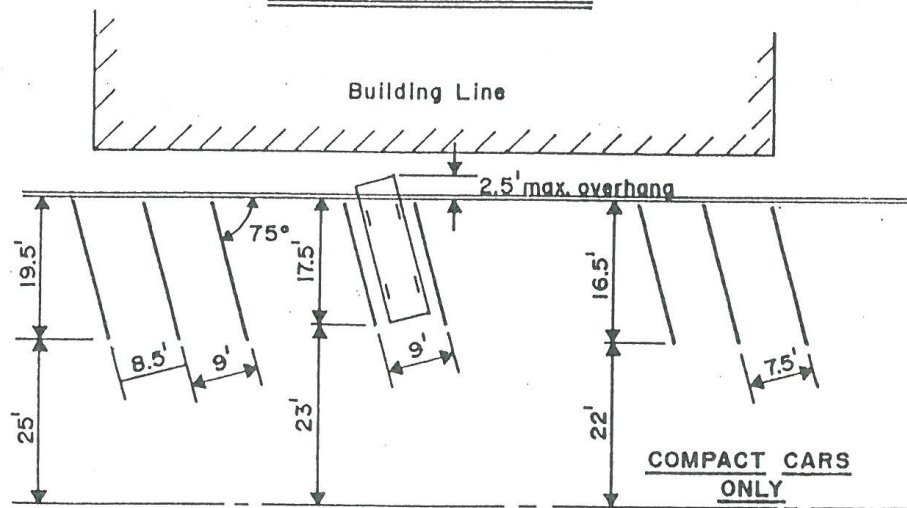 Building Line
2.5' max. overhang
75°
19.5'
17.5'
16.5'
8.5'
9'
9'
7.5'
25'
23'
22'
COMPACT CARS
ONLY